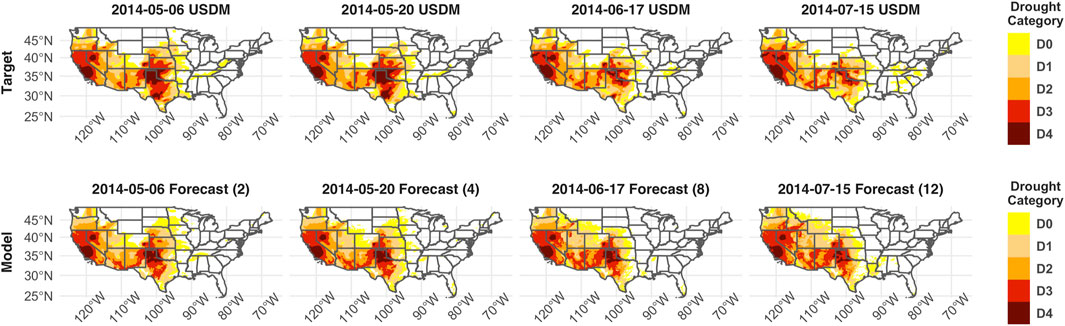 2014-05-06 USDM
2014-05-20 USDM
2014-06-17 USDM
2014-07-15 USDM
Drought
Category
D0
D1
D2
D3
D4
Target
45°N
40°N
35°N
30°N
25°N
120°W 110°W 100°W 90°W 80°W 70°W
120°W 110°W 100°W 90°W 80°W 70°W
120°W 110°W 100°W 90°W 80°W 70°W
120°W 110°W 100°W 90°W 80°W 70°W
2014-05-06 Forecast (2)
2014-05-20 Forecast (4)
2014-06-17 Forecast (8)
2014-07-15 Forecast (12)
Drought
Category
D0
D1
D2
D3
D4
Model
45°N
40°N
35°N
30°N
25°N
120°W 110°W 100°W 90°W 80°W 70°W
120°W 110°W 100°W 90°W 80°W 70°W
120°W 110°W 100°W 90°W 80°W 70°W
120°W 110°W 100°W 90°W 80°W 70°W